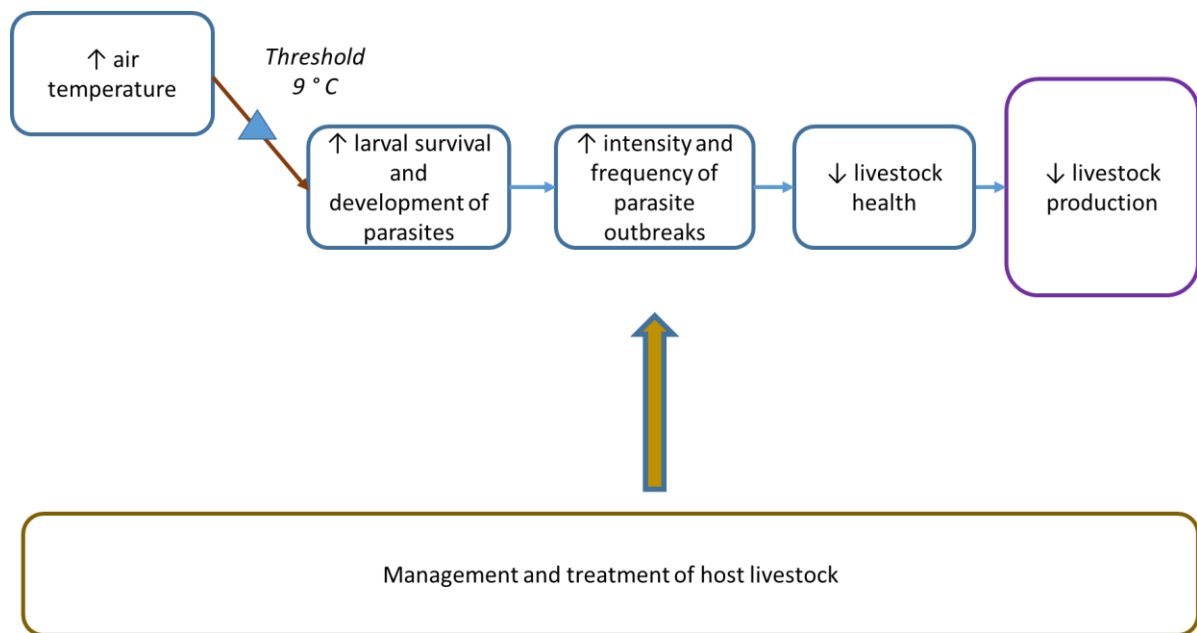 ↑ air
temperature
Threshold
9 ° C
↑ larval survival
and
development of
parasites
↑ intensity and
frequency of
parasite
outbreaks
↓ livestock
health
↓ livestock
production
Management and treatment of host livestock